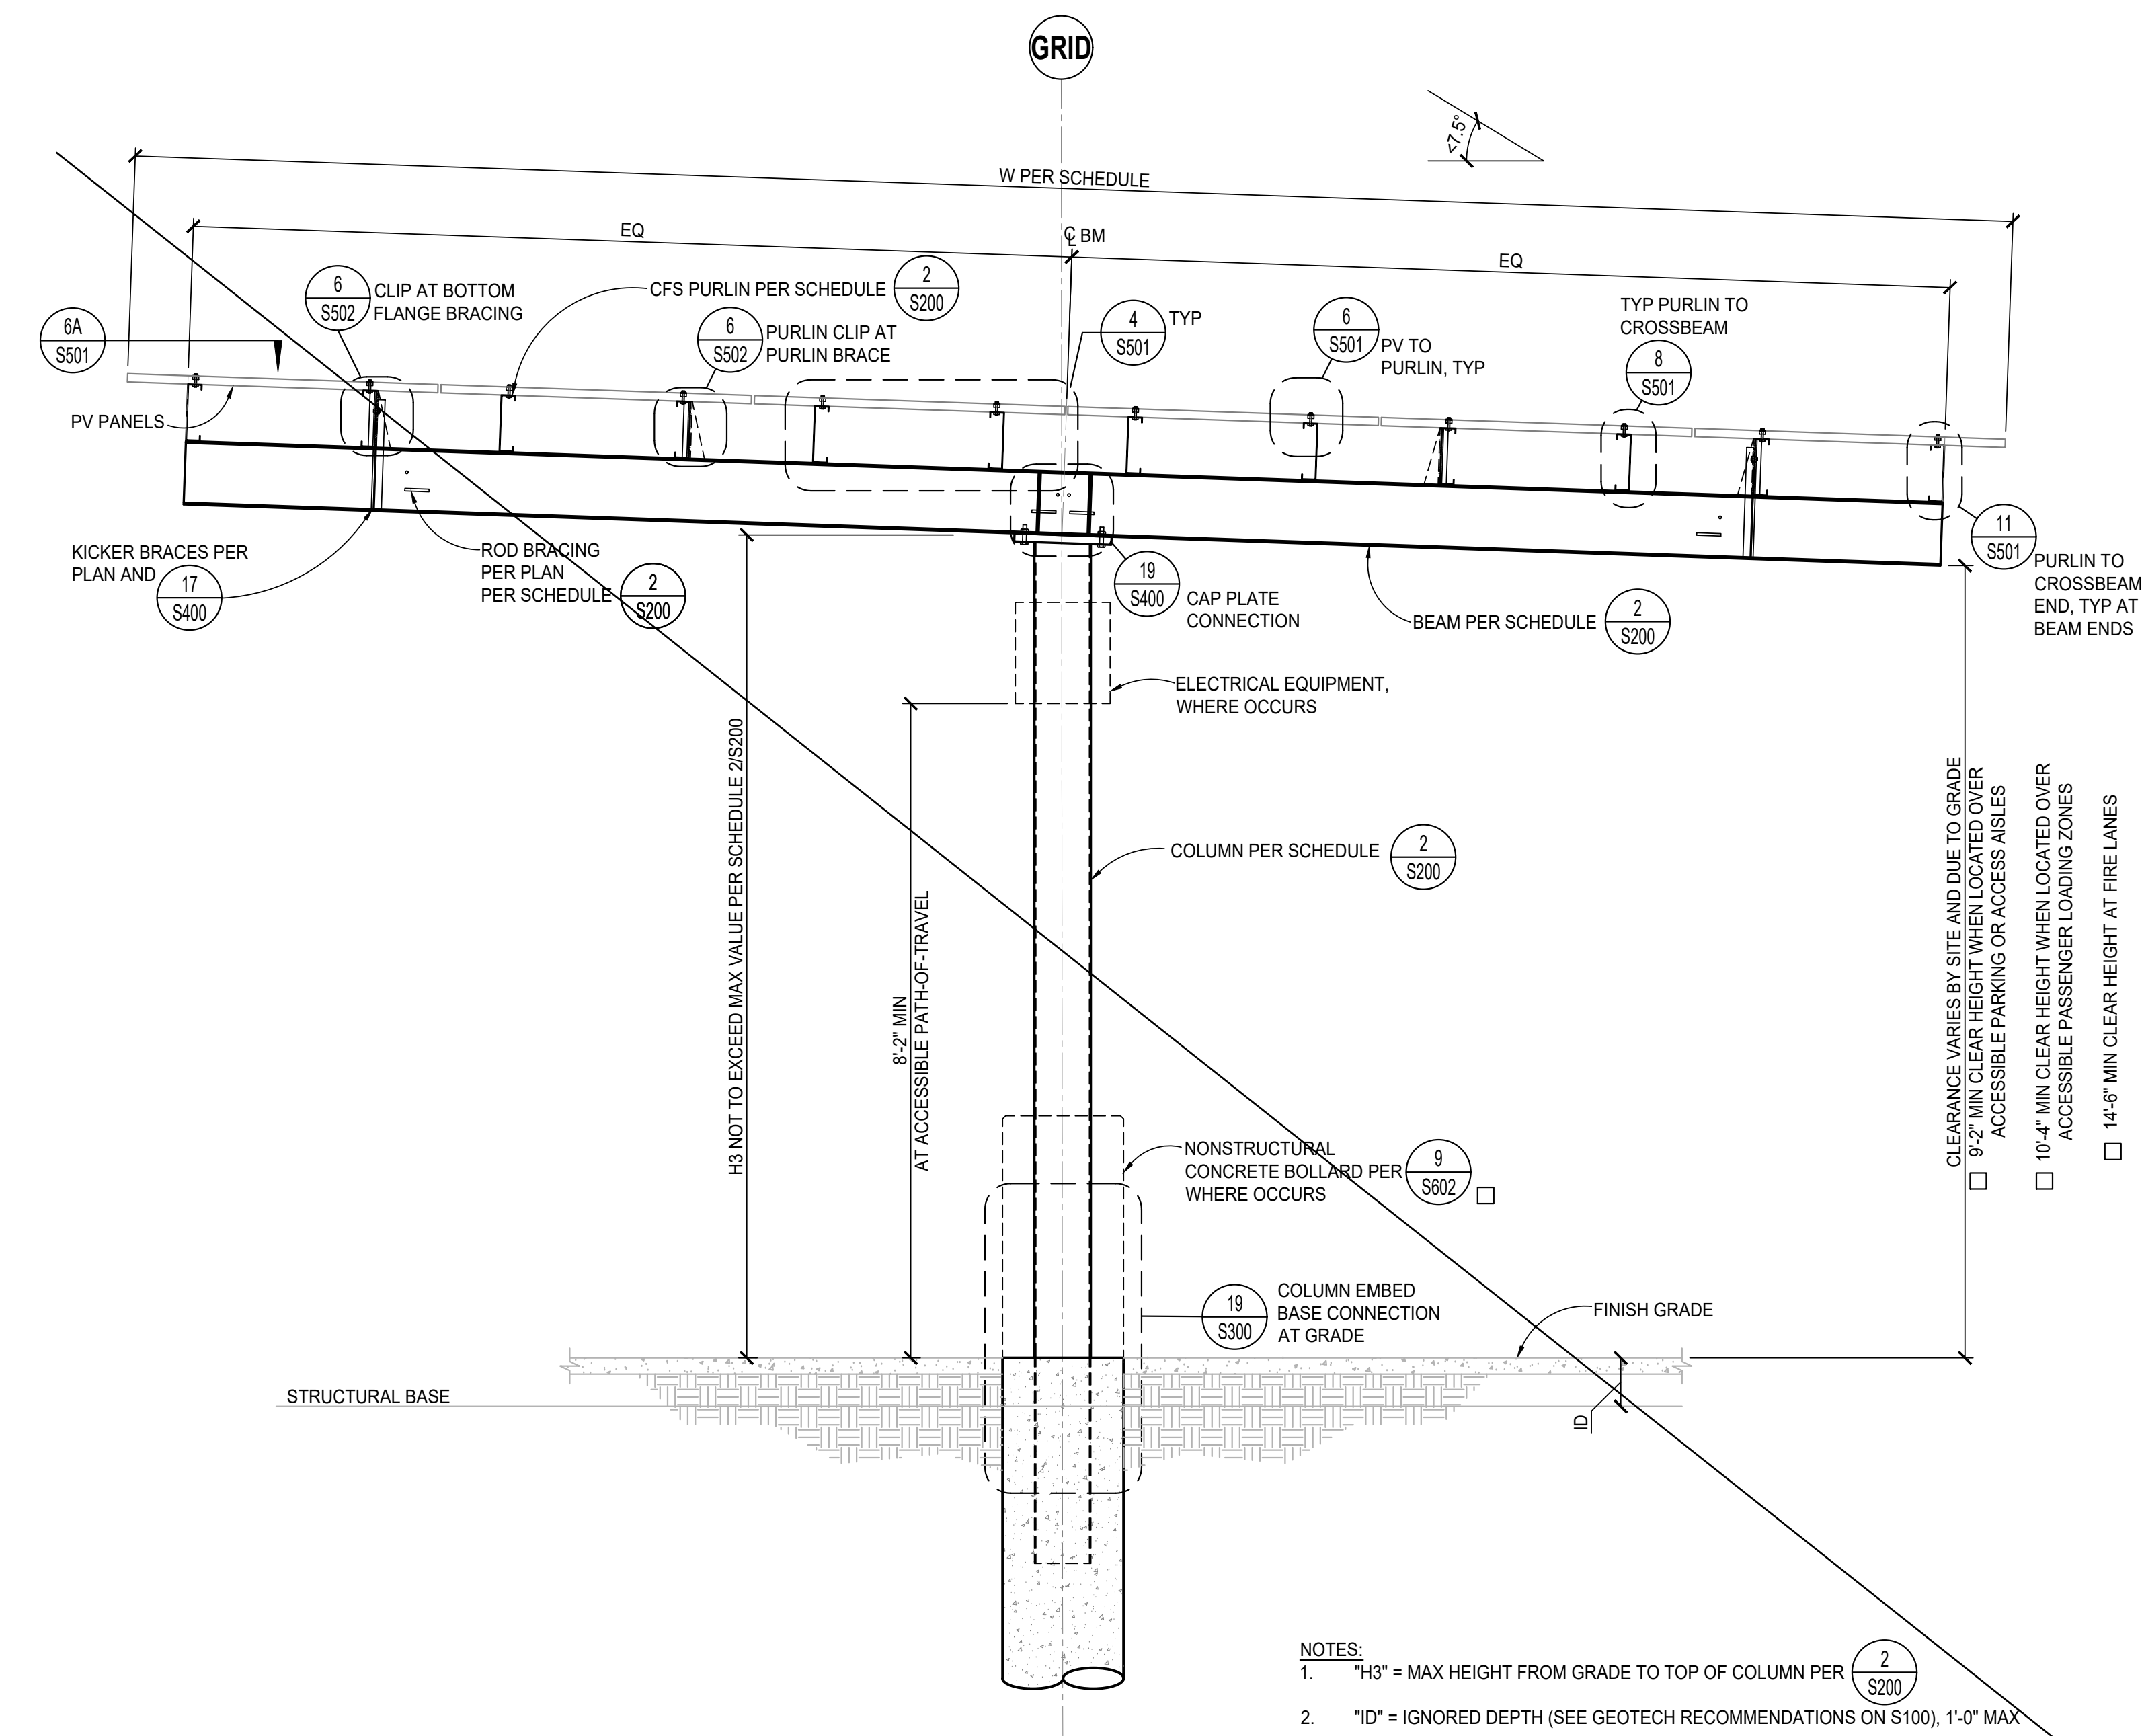 GRID
<7.5°
W PER SCHEDULE
EQ
CL BM
EQ
6A
S501
6
S502
CLIP AT BOTTOM
FLANGE BRACING
CFS PURLIN PER SCHEDULE
2
S200
6
S502
PURLIN CLIP AT
PURLIN BRACE
4
S501
TYP
6
S501
PV TO
PURLIN, TYP
TYP PURLIN TO
CROSSBEAM
8
S501
PV PANELS
KICKER BRACES PER
PLAN AND
17
S400
ROD BRACING
PER PLAN
PER SCHEDULE
2
S200
19
S400
CAP PLATE
CONNECTION
BEAM PER SCHEDULE
2
S200
11
S501
PURLIN TO
CROSSBEAM
END, TYP AT
BEAM ENDS
ELECTRICAL EQUIPMENT,
WHERE OCCURS
H3 NOT TO EXCEED MAX VALUE PER SCHEDULE 2/S200
8'-2" MIN
AT ACCESSIBLE PATH-OF-TRAVEL
COLUMN PER SCHEDULE
2
S200
CLEARANCE VARIES BY SITE AND DUE TO GRADE
9'-2" MIN CLEAR HEIGHT WHEN LOCATED OVER
ACCESSIBLE PARKING OR ACCESS AISLES
10'-4" MIN CLEAR HEIGHT WHEN LOCATED OVER
ACCESSIBLE PASSENGER LOADING ZONES
14'-6" MIN CLEAR HEIGHT AT FIRE LANES
NONSTRUCTURAL
CONCRETE BOLLARD PER
WHERE OCCURS
9
S602
19
S300
COLUMN EMBED
BASE CONNECTION
AT GRADE
FINISH GRADE
STRUCTURAL BASE
ID
NOTES:
1. "H3" = MAX HEIGHT FROM GRADE TO TOP OF COLUMN PER
2
S200
2. "ID" = IGNORED DEPTH (SEE GEOTECH RECOMMENDATIONS ON S100), 1'-0" MAX